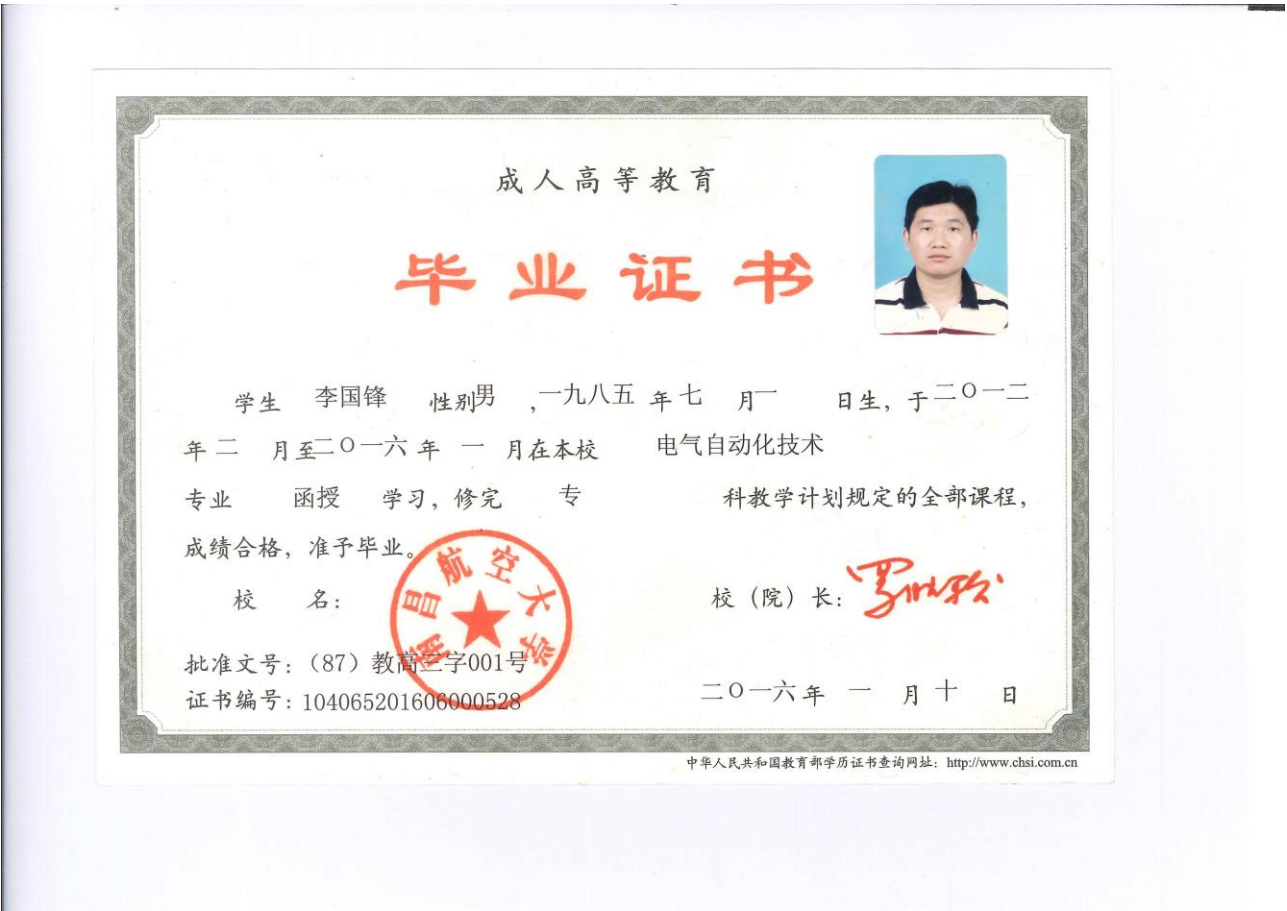 成人高等教育
毕业证书
学生 李国锋 性别男 ,一九八五 年 七 月一 日生，于二〇一二
年 二 月至二〇一六 年 一 月在本校 电气自动化技术
专业 函授 学习，修完 专 科教学计划规定的全部课程，
成绩合格，准予毕业。
南昌航空大学
校 名： 校（院）长：
批准文号：（87）教高三字001号
证书编号：104065201606000528
二〇一六 年 一 月 十 日
中华人民共和国教育部学历证书查询网址：http://www.chsi.com.cn